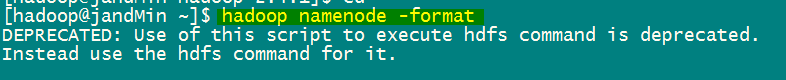 [hadoop@jandMin ~]$ hadoop namenode -format
DEPRECATED: Use of this script to execute hdfs command is deprecated.
Instead use the hdfs command for it.